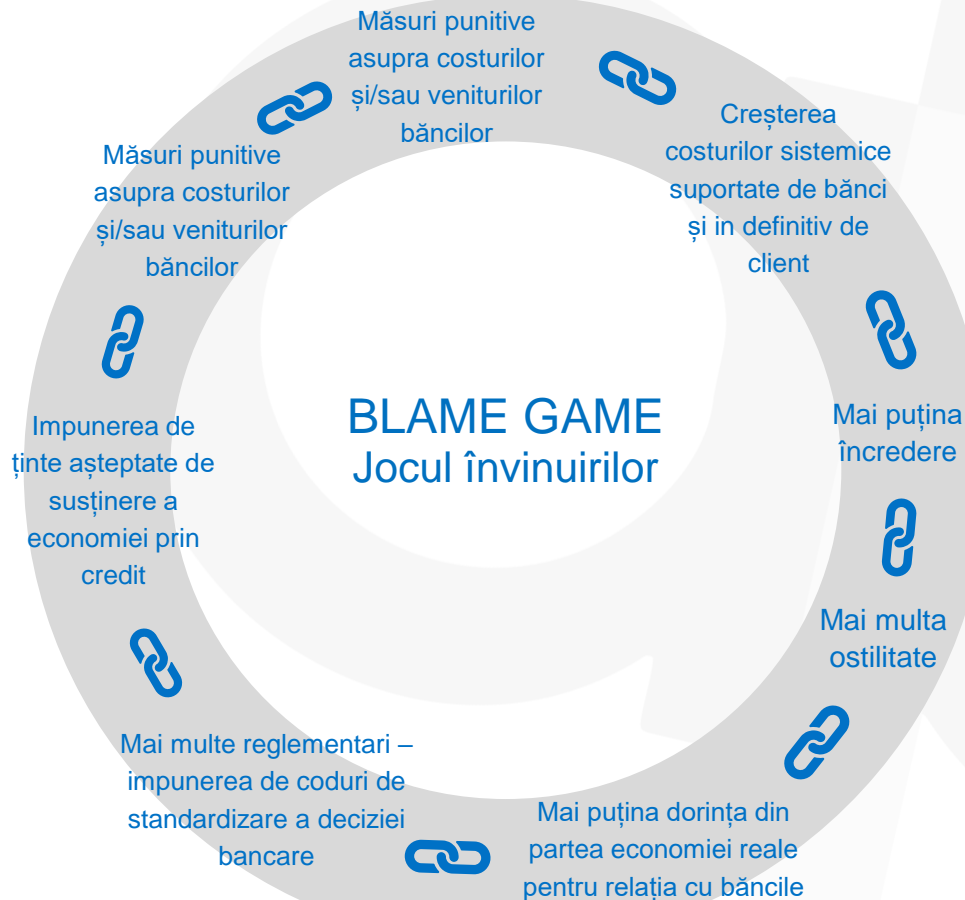 Măsuri punitive
asupra costurilor
și/sau veniturilor
băncilor
Creșterea
costurilor sistemice
suportate de bănci
și in definitiv de
client
Mai puțina
încredere
Mai multa
ostilitate
Mai puțina dorința din
partea economiei reale
pentru relația cu băncile
Mai multe reglementari –
impunerea de coduri de
standardizare a deciziei
bancare
Impunerea de
ținte așteptate de
susținere a
economiei prin
credit
Măsuri punitive
asupra costurilor
și/sau veniturilor
băncilor
BLAME GAME
Jocul învinuirilor